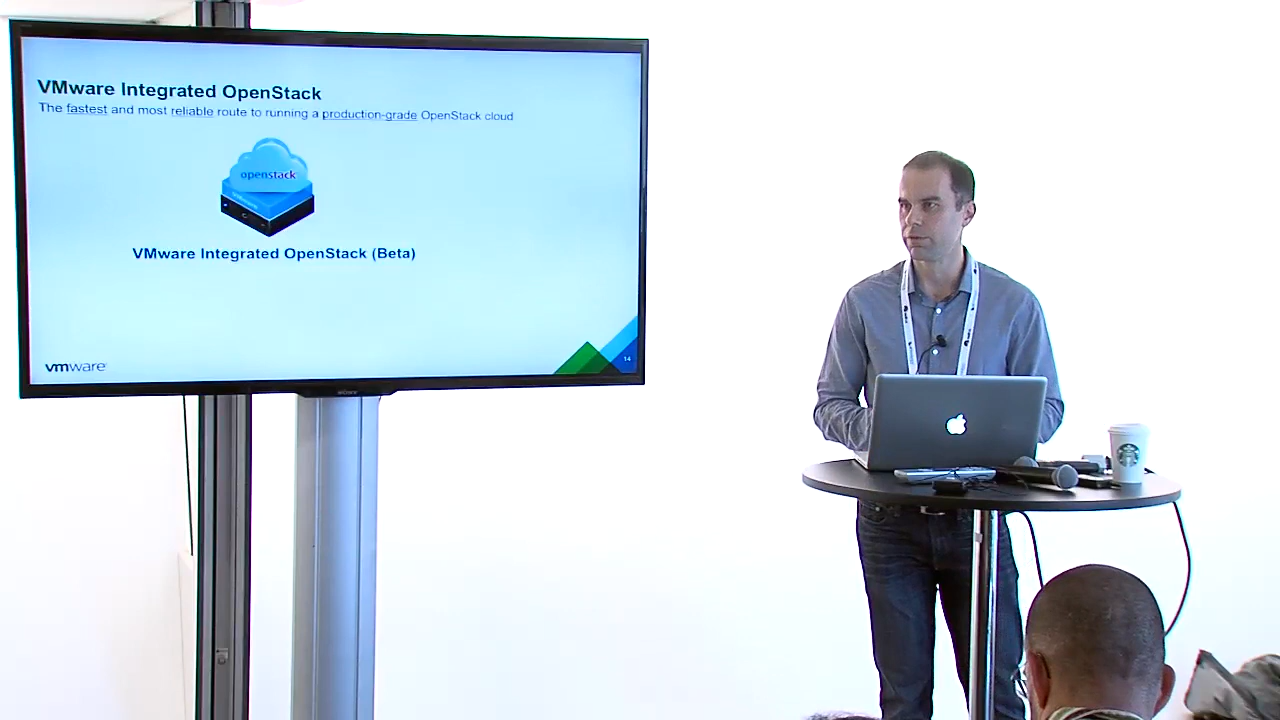 VMware Integrated OpenStack
The fastest and most reliable route to running a production-grade OpenStack cloud
openstack
VMware Integrated OpenStack (Beta)
vmware
14
SONY